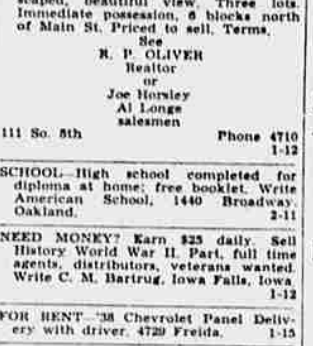 scaped, beautiful view. Three lots.
Immediate possession, 6 blocks north
of Main St. Priced to sell. Terms.
See
R. P. OLIVER
Realtor
or
Joe Horsley
Al Longe
salesmen
111 So. 5th Phone 4710
1-12
SCHOOL—High school completed for
diploma at home; free booklet. Write
American School, 1440 Broadway,
Oakland. 2-11
NEED MONEY? Earn $25 daily. Sell
History World War II. Part, full time
agents, distributors, veterans wanted.
Write C. M. Bartrug, Iowa Falls, Iowa.
1-12
FOR RENT—'38 Chevrolet Panel Deliv-
ery with driver. 4729 Freida. 1-15